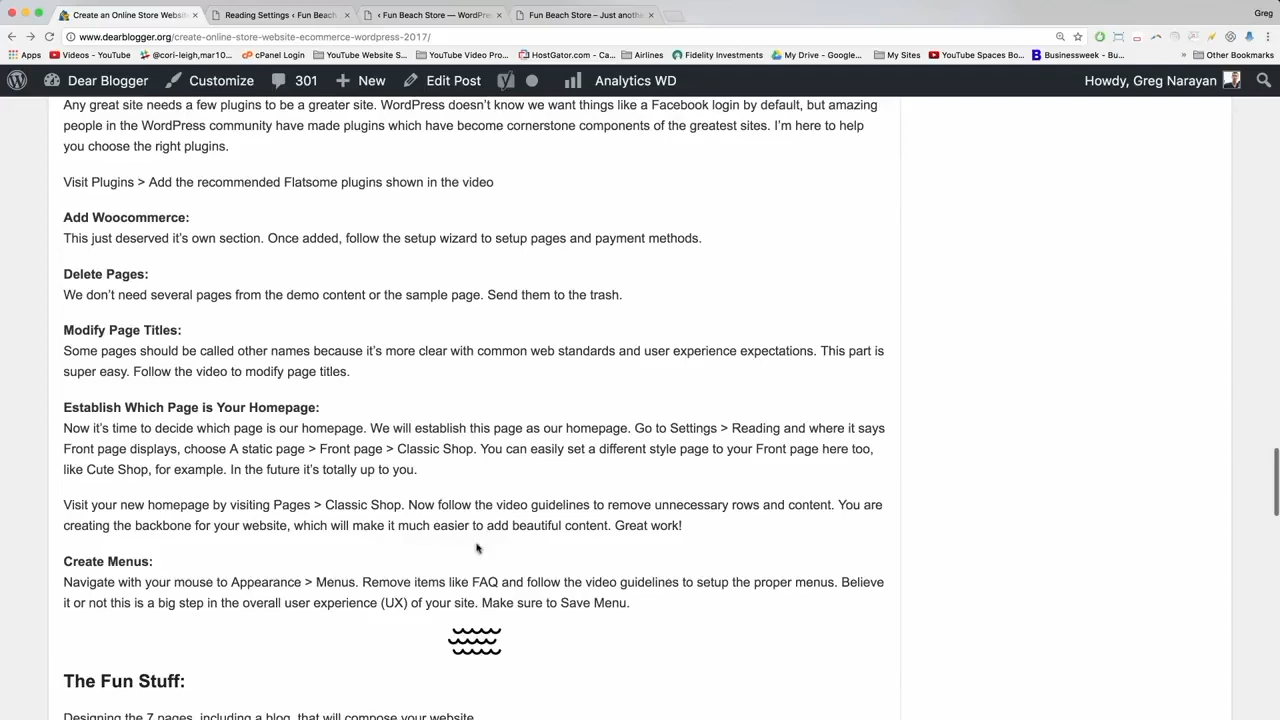 Create an Online Store Websit
Reading Settings ‹ Fun Beach
‹ Fun Beach Store — WordPre
Fun Beach Store – Just anothe
Greg
www.dearblogger.org/create-online-store-website-ecommerce-wordpress-2017/
Apps
Videos - YouTube
@cori-leigh,mar10...
cPanel Login
YouTube Website S...
YouTube Video Pro...
HostGator.com - Ca...
Airlines
Fidelity Investments
My Drive - Google...
My Sites
YouTube Spaces Bo...
Businessweek - Bu...
» Other Bookmarks
Dear Blogger
Customize
301
New
Edit Post
Analytics WD
Howdy, Greg Narayan
Any great site needs a few plugins to be a greater site. WordPress doesn’t know we want things like a Facebook login by default, but amazing
people in the WordPress community have made plugins which have become cornerstone components of the greatest sites. I’m here to help
you choose the right plugins.
Visit Plugins > Add the recommended Flatsome plugins shown in the video
Add Woocommerce:
This just deserved it’s own section. Once added, follow the setup wizard to setup pages and payment methods.
Delete Pages:
We don’t need several pages from the demo content or the sample page. Send them to the trash.
Modify Page Titles:
Some pages should be called other names because it’s more clear with common web standards and user experience expectations. This part is
super easy. Follow the video to modify page titles.
Establish Which Page is Your Homepage:
Now it’s time to decide which page is our homepage. We will establish this page as our homepage. Go to Settings > Reading and where it says
Front page displays, choose A static page > Front page > Classic Shop. You can easily set a different style page to your Front page here too,
like Cute Shop, for example. In the future it’s totally up to you.
Visit your new homepage by visiting Pages > Classic Shop. Now follow the video guidelines to remove unnecessary rows and content. You are
creating the backbone for your website, which will make it much easier to add beautiful content. Great work!
Create Menus:
Navigate with your mouse to Appearance > Menus. Remove items like FAQ and follow the video guidelines to setup the proper menus. Believe
it or not this is a big step in the overall user experience (UX) of your site. Make sure to Save Menu.
The Fun Stuff:
Designing the 7 pages, including a blog, that will compose your website